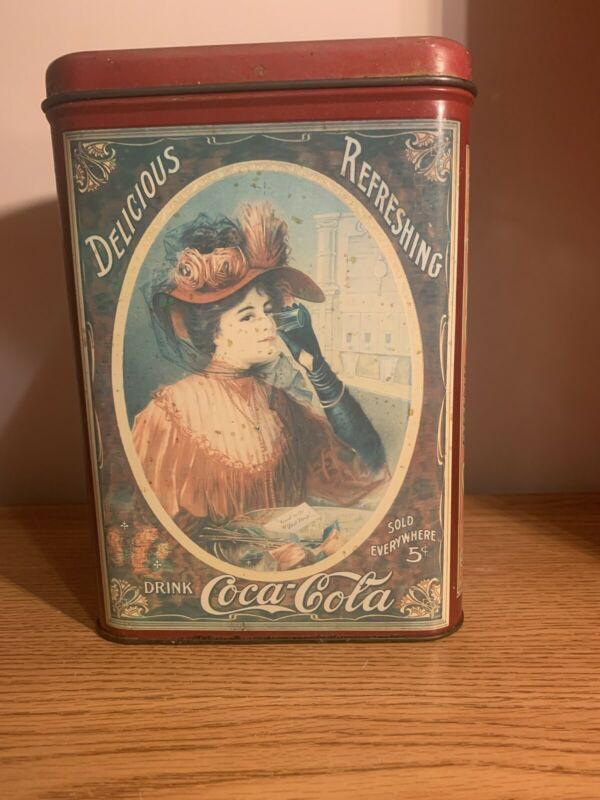 DELICIOUS
REFRESHING
SOLD
EVERYWHERE
5¢
DRINK Coca-Cola